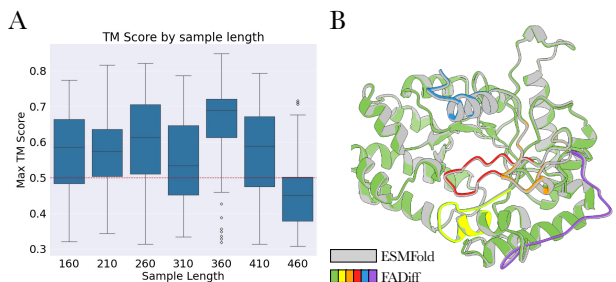 A
TM Score by sample length
Max TM Score
0.8
0.7
0.6
0.5
0.4
0.3
160 210 260 310 360 410 460
Sample Length
B
ESMFold
FADiff